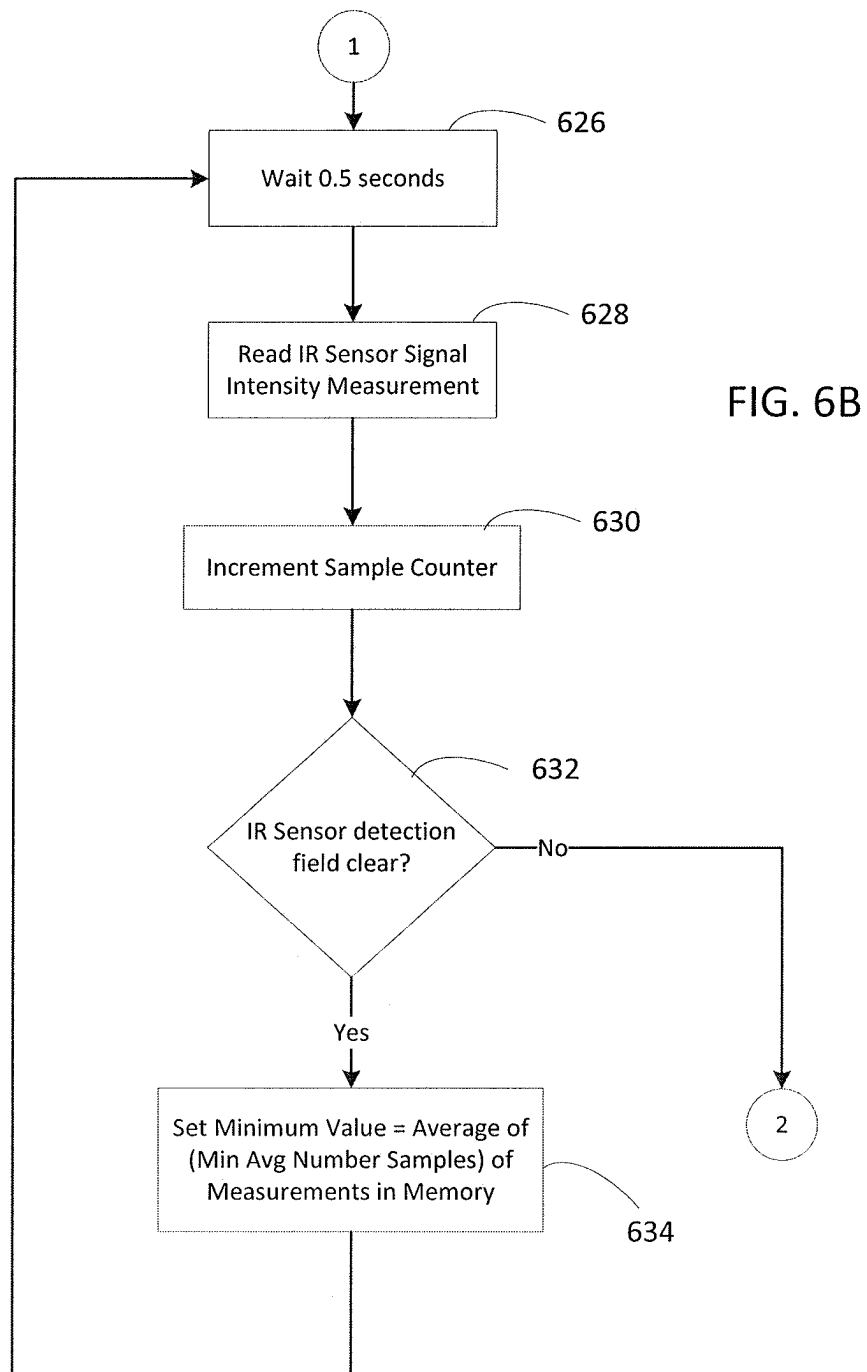 1
626
Wait 0.5 seconds
628
Read IR Sensor Signal
Intensity Measurement
FIG. 6B
630
Increment Sample Counter
632
IR Sensor detection
field clear?
No
Yes
Set Minimum Value = Average of
(Min Avg Number Samples) of
Measurements in Memory
2
634